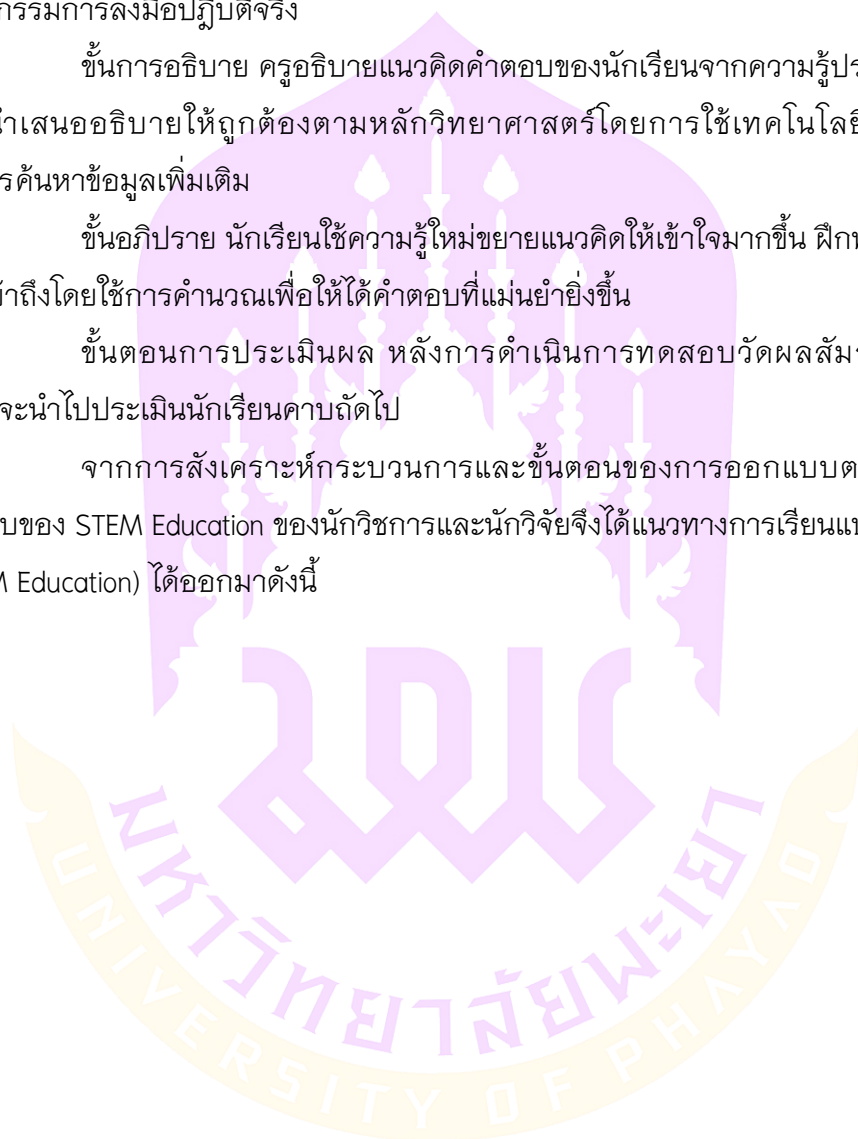 กรรมการลงมือปฏิบัติจริง
ขั้นการอธิบาย ครูอธิบายแนวคิดคำตอบของนักเรียนจากความรู้ปร
นำเสนออธิบายให้ถูกต้องตามหลักวิทยาศาสตร์โดยการใช้เทคโนโลยี
รค้นหาข้อมูลเพิ่มเติม
ขั้นอภิปราย นักเรียนใช้ความรู้ใหม่ขยายแนวคิดให้เข้าใจมากขึ้น ฝึกท
ข้าถึงโดยใช้การคำนวณเพื่อให้ได้คำตอบที่แม่นยำยิ่งขึ้น
ขั้นตอนการประเมินผล หลังการดำเนินการทดสอบวัดผลสัม
จะนำไปประเมินนักเรียนคาบถัดไป
จากการสังเคราะห์กระบวนการและขั้นตอนของการออกแบบต
บของ STEM Education ของนักวิชการและนักวิจัยจึงได้แนวทางการเรียนแบ
M Education) ได้ออกมาดังนี้
มหาวิทยาลัยพะเยา
UNIVERSITY OF PHAYAO